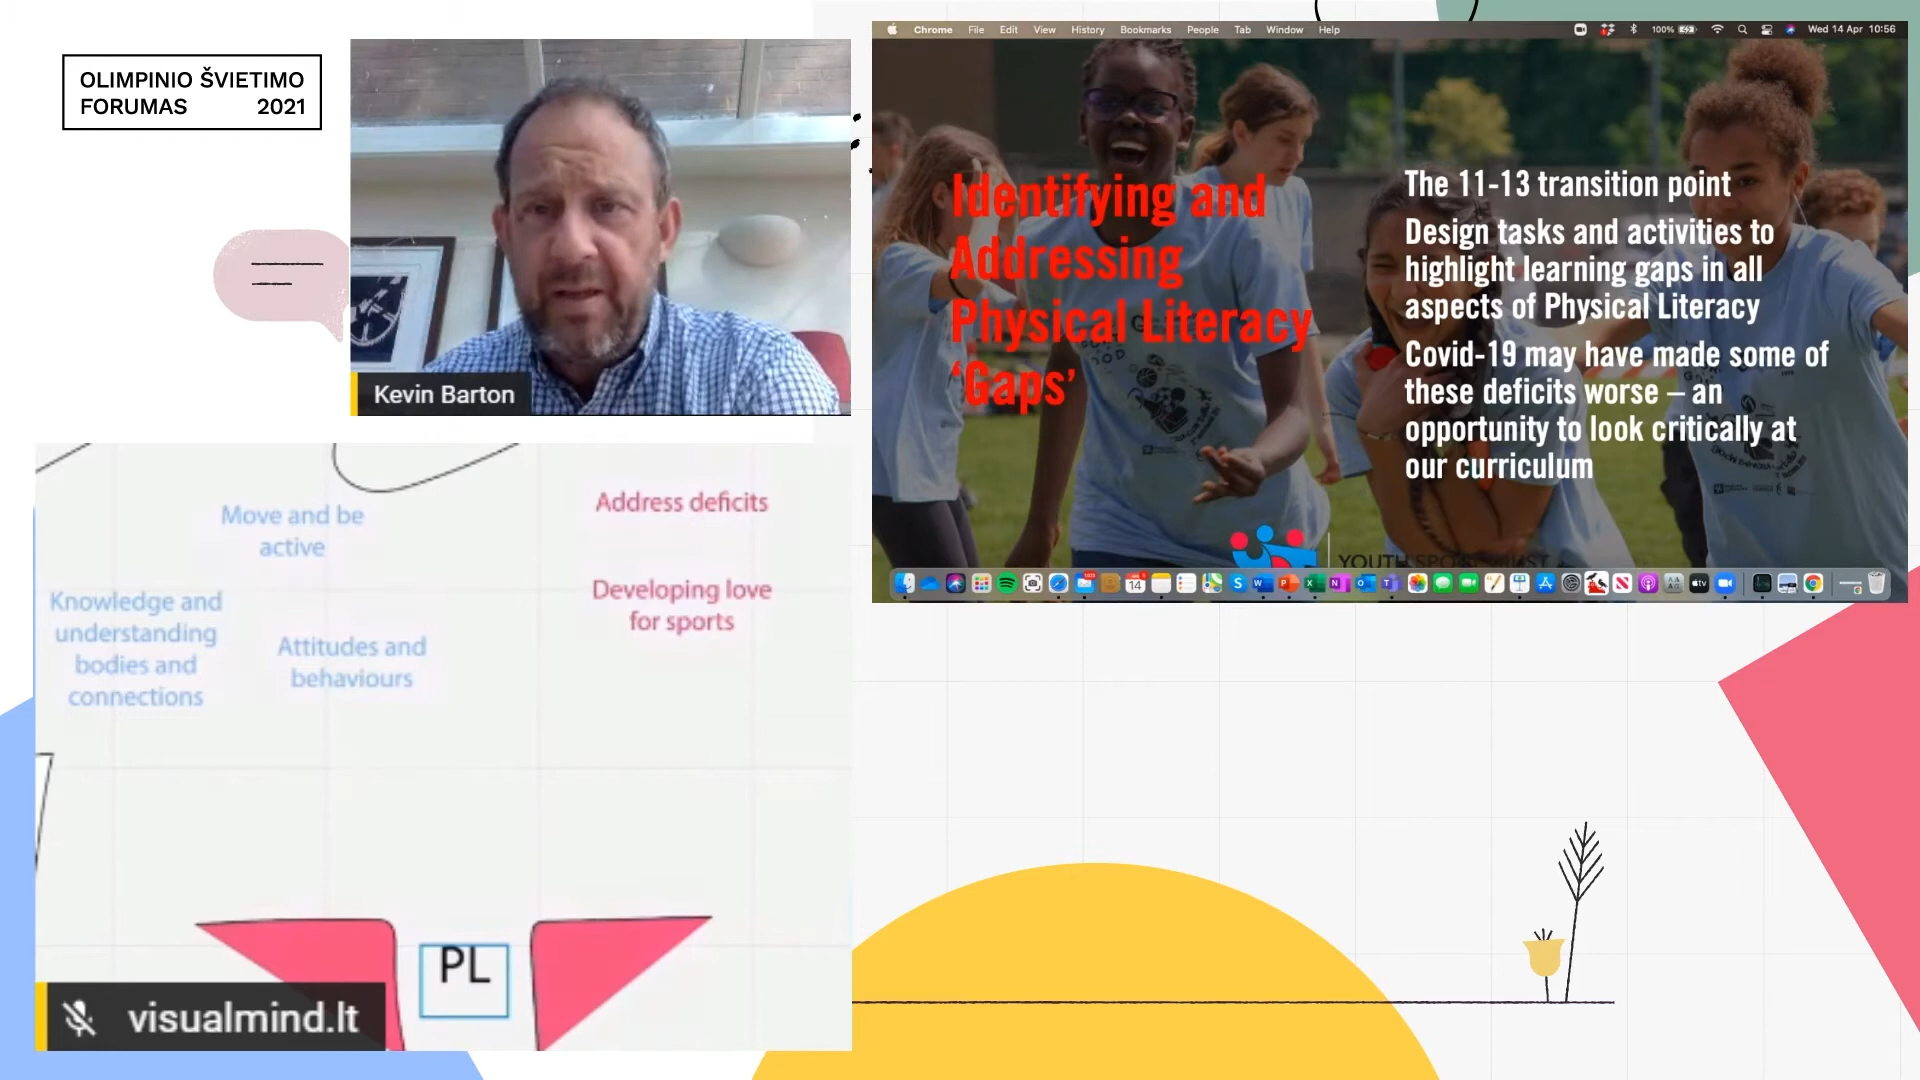 OLIMPINIO ŠVIETIMO
FORUMAS 2021
Kevin Barton
Chrome File Edit View History Bookmarks People Tab Window Help
100% Wed 14 Apr 10:56
Identifying and
Addressing
Physical Literacy
‘Gaps’
The 11-13 transition point
Design tasks and activities to
highlight learning gaps in all
aspects of Physical Literacy
Covid-19 may have made some of
these deficits worse – an
opportunity to look critically at
our curriculum
YOUTH SPORT TRUST
Move and be
active
Knowledge and
understanding
bodies and
connections
Attitudes and
behaviours
Address deficits
Developing love
for sports
PL
visualmind.lt